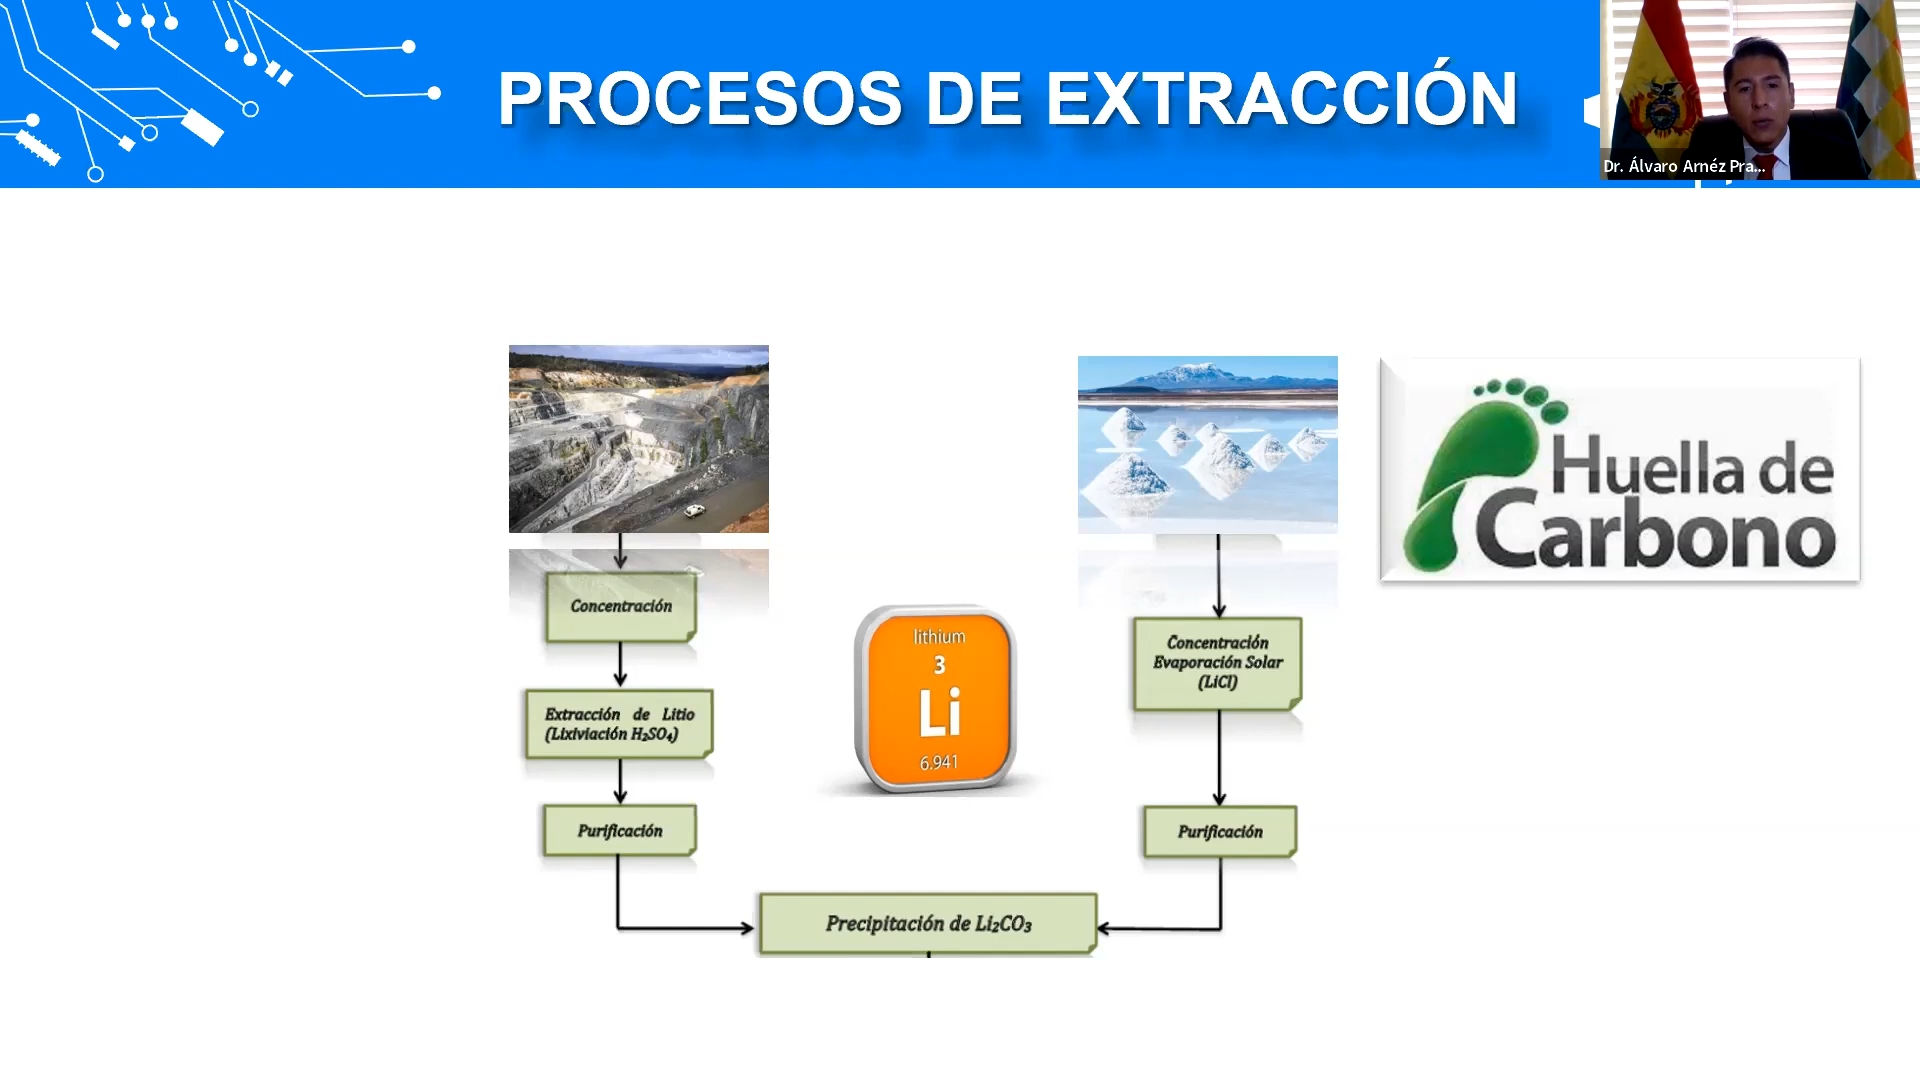 PROCESOS DE EXTRACCIÓN
Dr. Álvaro Arnéz Pra...
Huella de
Carbono
Concentración
Extracción de Litio
(Lixiviación H₂SO₄)
Purificación
lithium
3
Li
6.941
Concentración
Evaporación Solar
(LiCl)
Purificación
Precipitación de Li₂CO₃